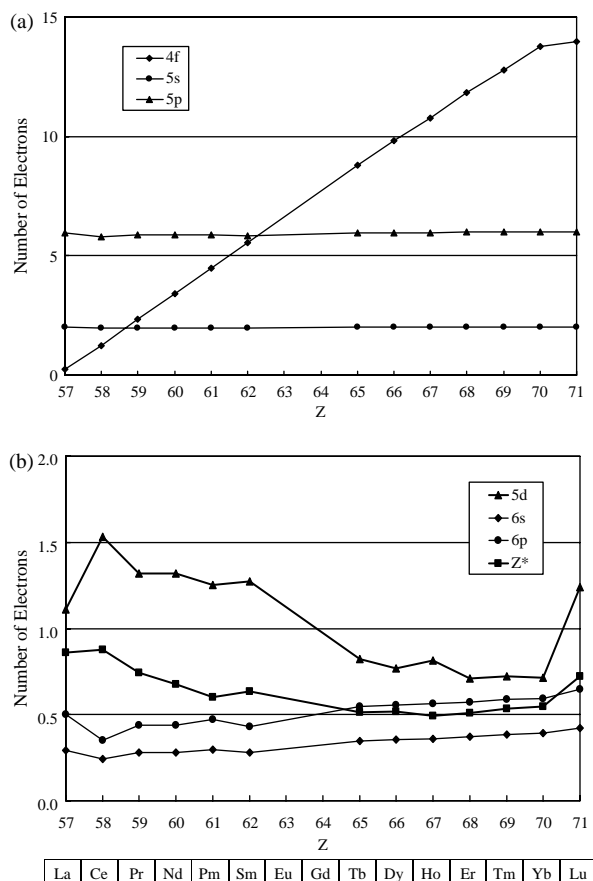 (a)
15
10
5
0
Number of Electrons
4f
5s
5p
57 58 59 60 61 62 63 64 65 66 67 68 69 70 71
Z
(b)
2.0
1.5
1.0
0.5
0.0
Number of Electrons
5d
6s
6p
Z*
57 58 59 60 61 62 63 64 65 66 67 68 69 70 71
Z
La Ce Pr Nd Pm Sm Eu Gd Tb Dy Ho Er Tm Yb Lu